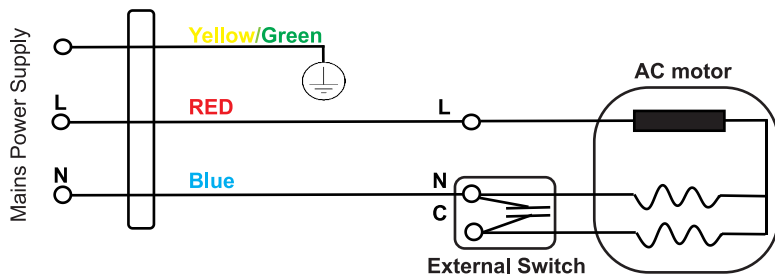 Mains Power Supply
Yellow/Green
AC motor
L
RED
L
N
Blue
N
C
External Switch